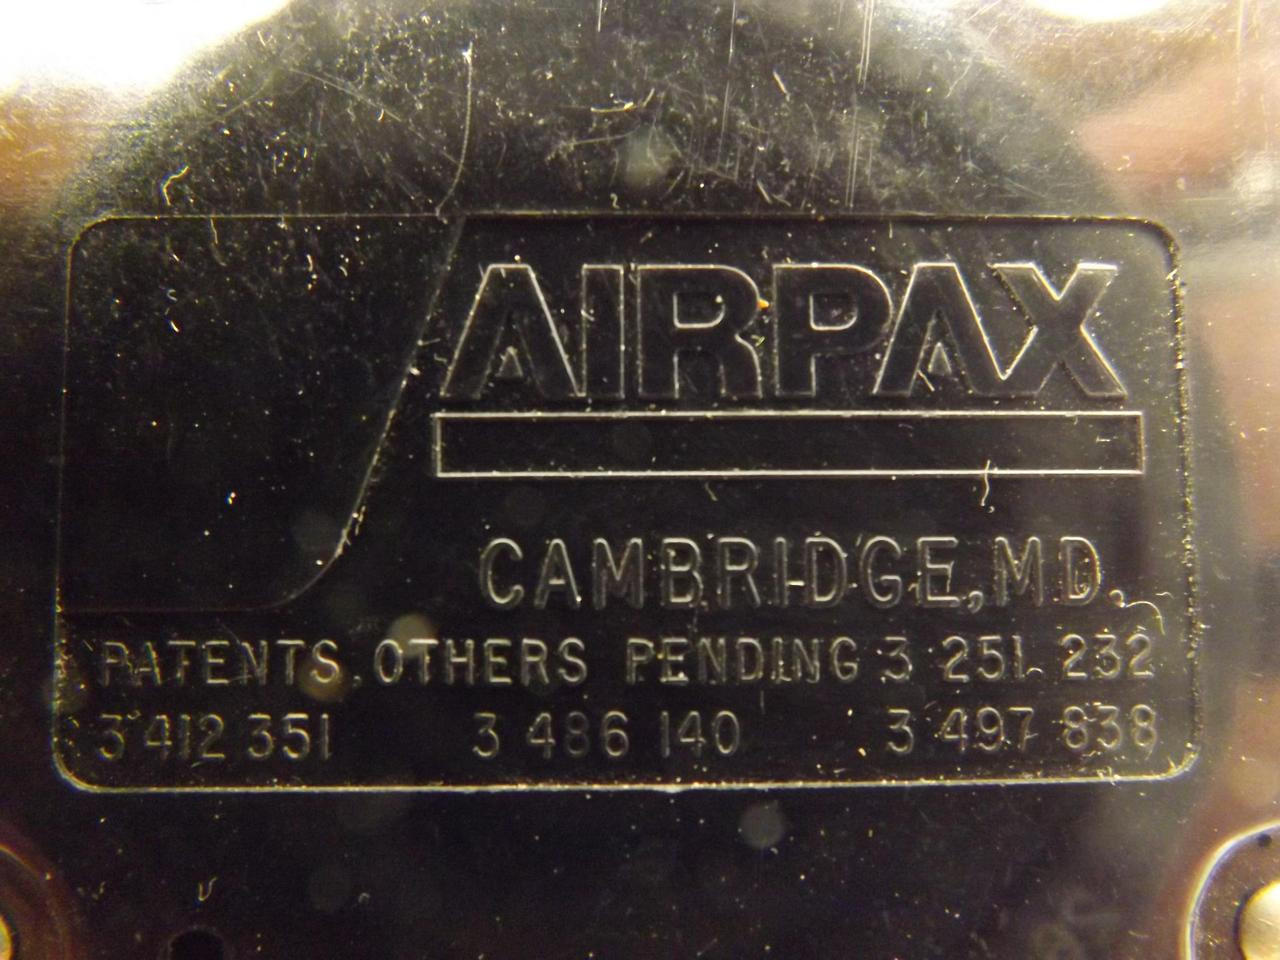 AIRPAX
CAMBRIDGE, MD.
PATENTS, OTHERS PENDING 3 251 232
3 412 351 3 486 140 3 497 838